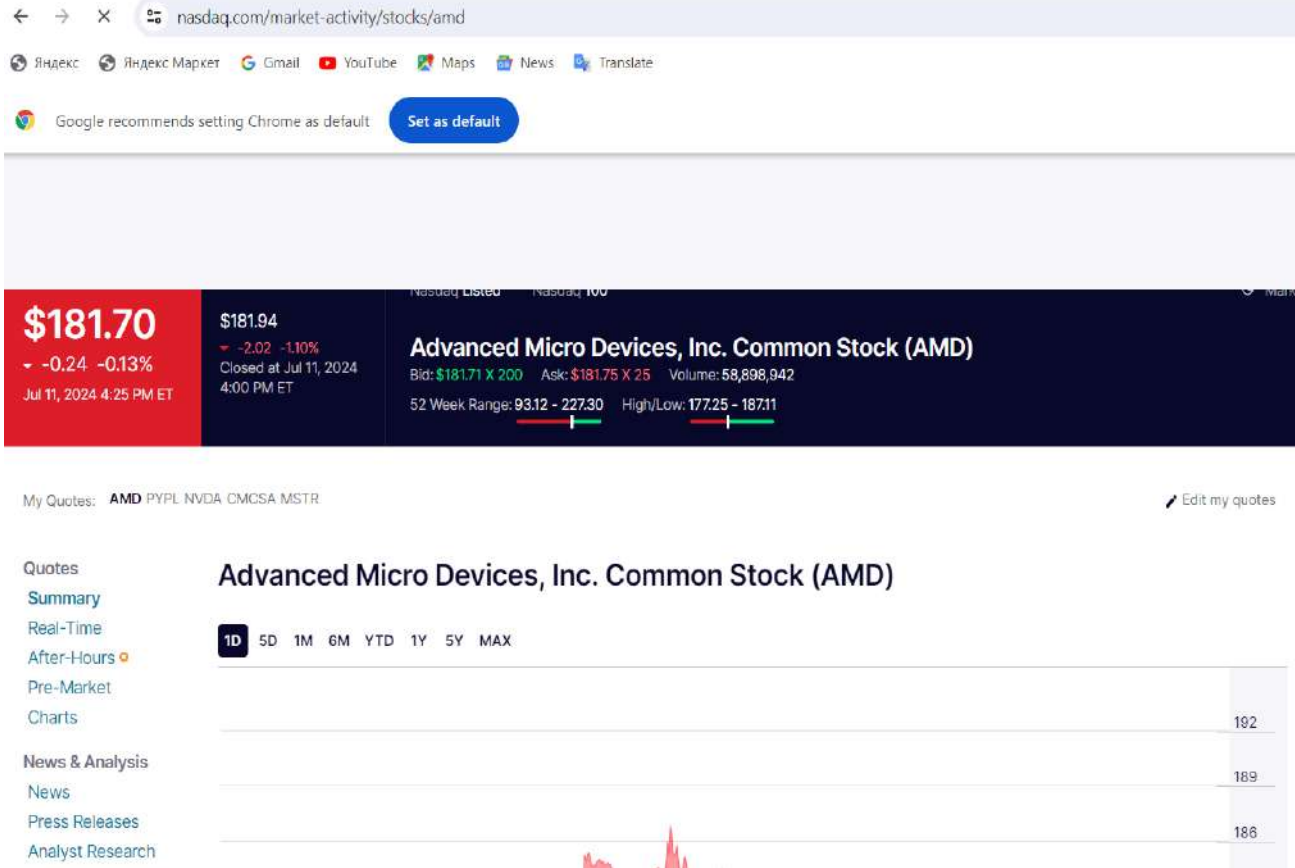 nasdaq.com/market-activity/stocks/amd
Яндекс Яндекс Маркет Gmail YouTube Maps News Translate
Google recommends setting Chrome as default Set as default
Nasdaq Listed Nasdaq 100
$181.70
-0.24 -0.13%
Jul 11, 2024 4:25 PM ET
$181.94
-2.02 -1.10%
Closed at Jul 11, 2024
4:00 PM ET
Advanced Micro Devices, Inc. Common Stock (AMD)
Bid: $181.71 X 200 Ask: $181.75 X 25 Volume: 58,898,942
52 Week Range: 93.12 - 227.30 High/Low: 177.25 - 187.11
My Quotes: AMD PYPL NVDA CMCSA MSTR
Edit my quotes
Quotes
Summary
Real-Time
After-Hours
Pre-Market
Charts
News & Analysis
News
Press Releases
Analyst Research
Advanced Micro Devices, Inc. Common Stock (AMD)
1D 5D 1M 6M YTD 1Y 5Y MAX
192
189
186